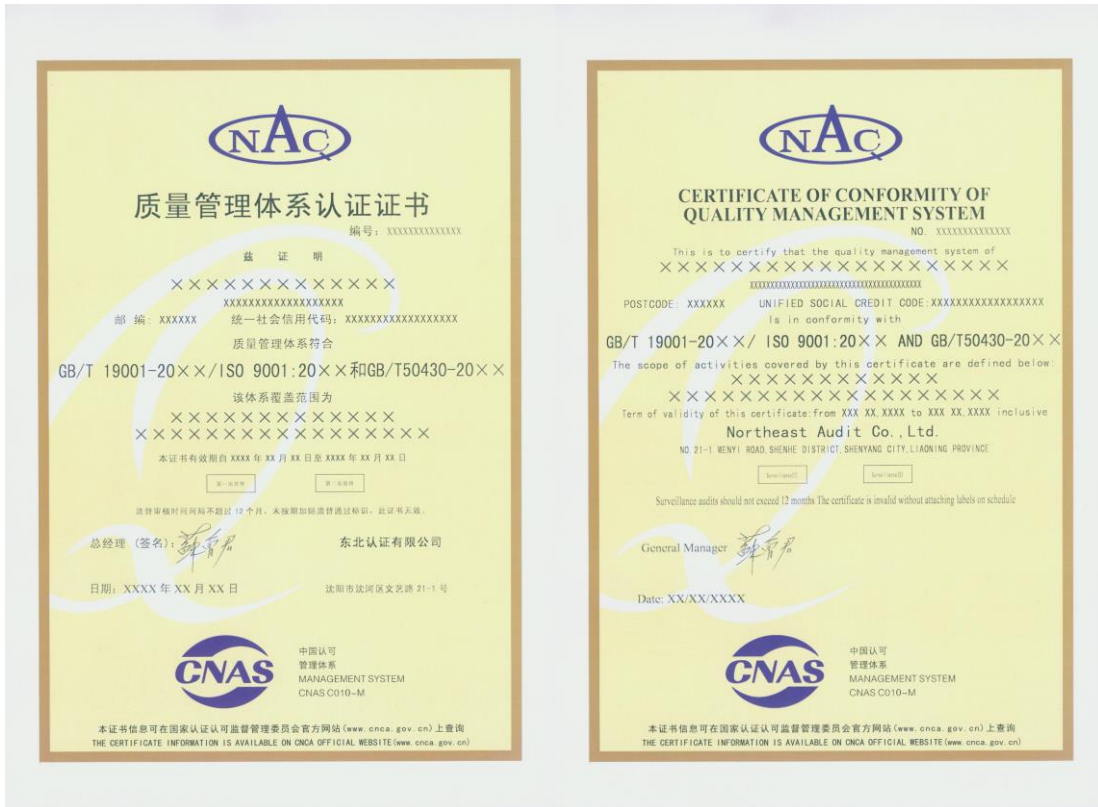 NAC
质量管理体系认证证书
编号：XXXXXXXXXXXXXX
兹 证 明
×××××××××××××
XXXXXXXXXXXXXXXXXXX
邮 编: XXXXXX 统一社会信用代码: XXXXXXXXXXXXXXXXXX
质量管理体系符合
GB/T 19001-20××/ISO 9001:20××和GB/T50430-20××
该体系覆盖范围为
×××××××××××××
×××××××××××××××××
本证书有效期自 XXXX 年 XX 月 XX 日至 XXXX 年 XX 月 XX 日
监督审核时间间隔不超过 12 个月，未按期加贴监督通过标识，此证书无效。
总经理（签名）：
东北认证有限公司
日期：XXXX 年 XX 月 XX 日
沈阳市沈河区文艺路 21-1 号
CNAS
中国认可
管理体系
MANAGEMENT SYSTEM
CNAS C010-M
本证书信息可在国家认证认可监督管理委员会官方网站(www.cnca.gov.cn)上查询
THE CERTIFICATE INFORMATION IS AVAILABLE ON CNCA OFFICIAL WEBSITE(www.cnca.gov.cn)
NAC
CERTIFICATE OF CONFORMITY OF
QUALITY MANAGEMENT SYSTEM
NO. XXXXXXXXXXXXXX
This is to certify that the quality management system of
××××××××××××××××××××
XXXXXXXXXXXXXXXXXXXXXXXXXXXXXXXXXXXXXXXX
POSTCODE: XXXXXX UNIFIED SOCIAL CREDIT CODE:XXXXXXXXXXXXXXXXXX
Is in conformity with
GB/T 19001-20××/ ISO 9001:20×× AND GB/T50430-20××
The scope of activities covered by this certificate are defined below:
××××××××××××
×××××××××××××××××××
Term of validity of this certificate:from XXX XX,XXXX to XXX XX,XXXX inclusive
Northeast Audit Co.,Ltd.
NO.21-1 WENYI ROAD,SHENHE DISTRICT,SHENYANG CITY,LIAONING PROVINCE
Surveillance audits should not exceed 12 months The certificate is invalid without attaching labels on schedule
General Manager
Date: XX/XX/XXXX
CNAS
中国认可
管理体系
MANAGEMENT SYSTEM
CNAS C010-M
本证书信息可在国家认证认可监督管理委员会官方网站(www.cnca.gov.cn)上查询
THE CERTIFICATE INFORMATION IS AVAILABLE ON CNCA OFFICIAL WEBSITE(www.cnca.gov.cn)